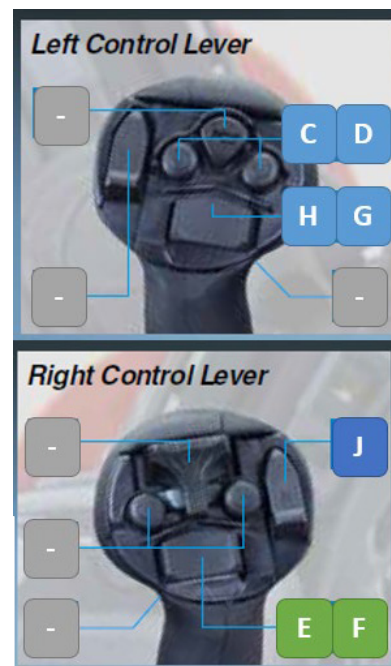 Left Control Lever
-
C D
H G
- -
Right Control Lever
- J
-
-
E F